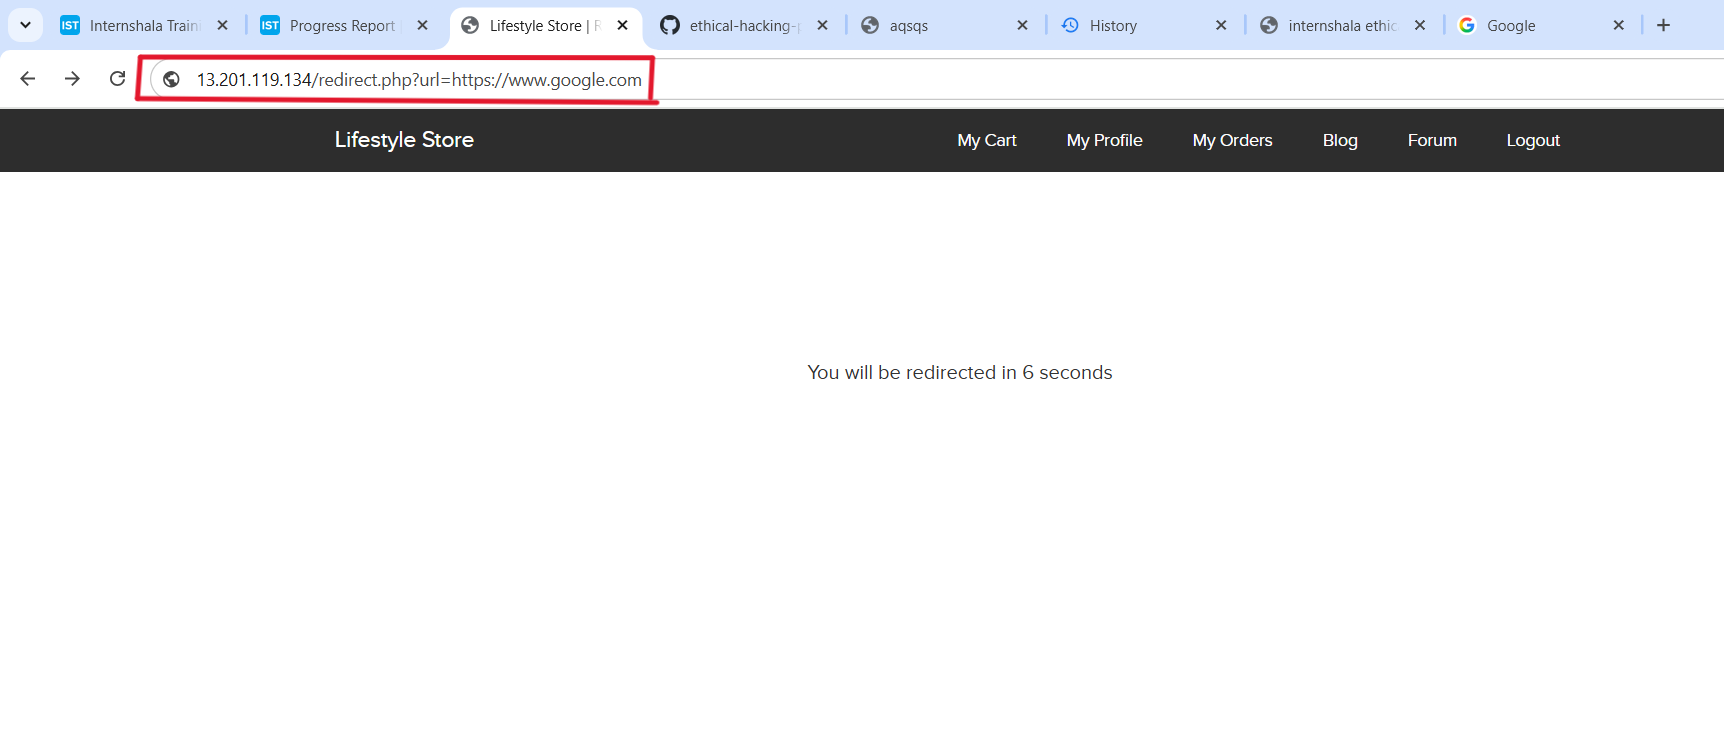 IST Internshala Traini
IST Progress Report
Lifestyle Store | R
ethical-hacking-p
aqsqs
History
internshala ethic
Google
13.201.119.134/redirect.php?url=https://www.google.com
Lifestyle Store
My Cart
My Profile
My Orders
Blog
Forum
Logout
You will be redirected in 6 seconds